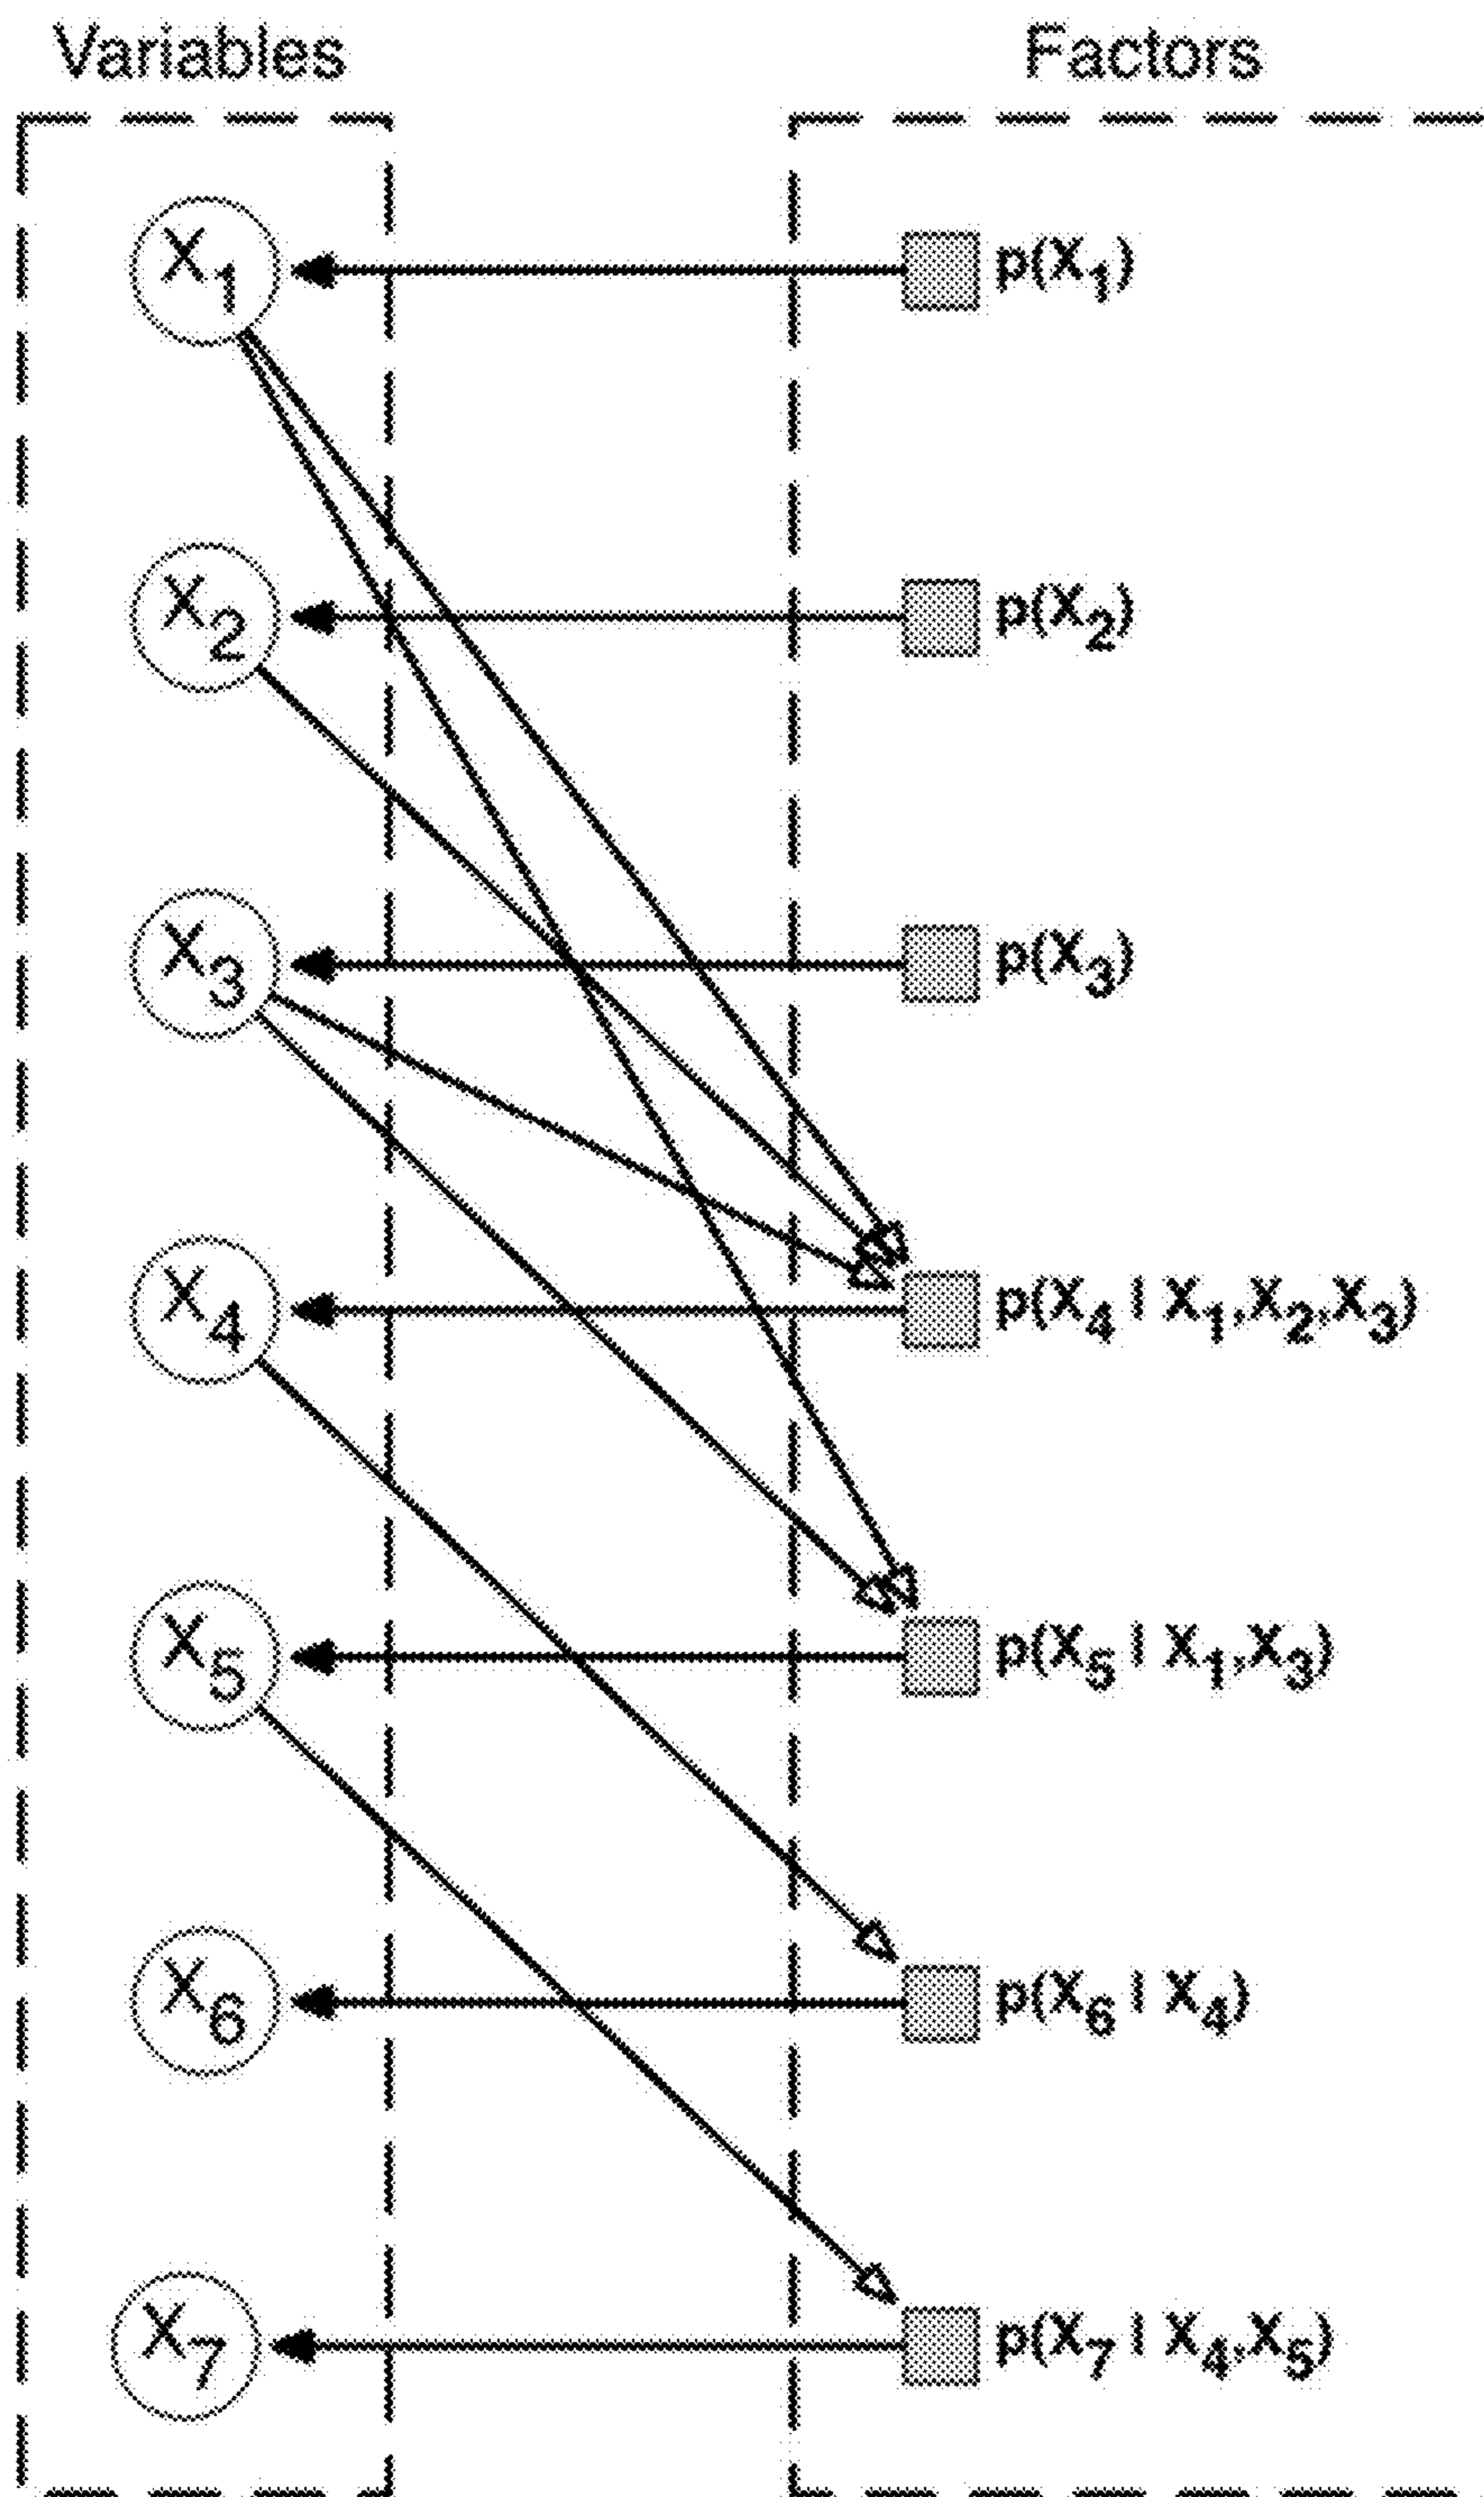 Variables Factors
X1 p(X1)
X2 p(X2)
X3 p(X3)
X4 p(X4 | X1,X2,X3)
X5 p(X5 | X1,X3)
X6 p(X6 | X4)
X7 p(X7 | X4,X5)